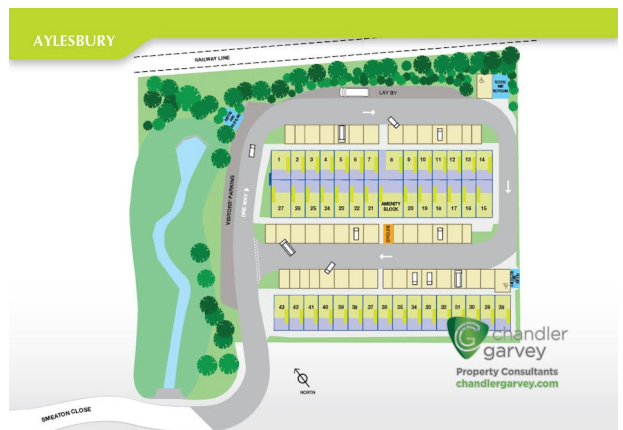 AYLESBURY
RAILWAY LINE
LAY BY
VISITORS' PARKING
ONE WAY
1 2 3 4 5 6 7 8 9 10 11 12 13 14
27 26 25 24 23 22 21 AMENITY BLOCK 20 19 18 17 16 15
CYCLES
43 42 41 40 39 38 37 36 35 34 33 32 31 30 29 28
NORTH
SMEATON CLOSE
chandler
garvey
Property Consultants
chandlergarvey.com